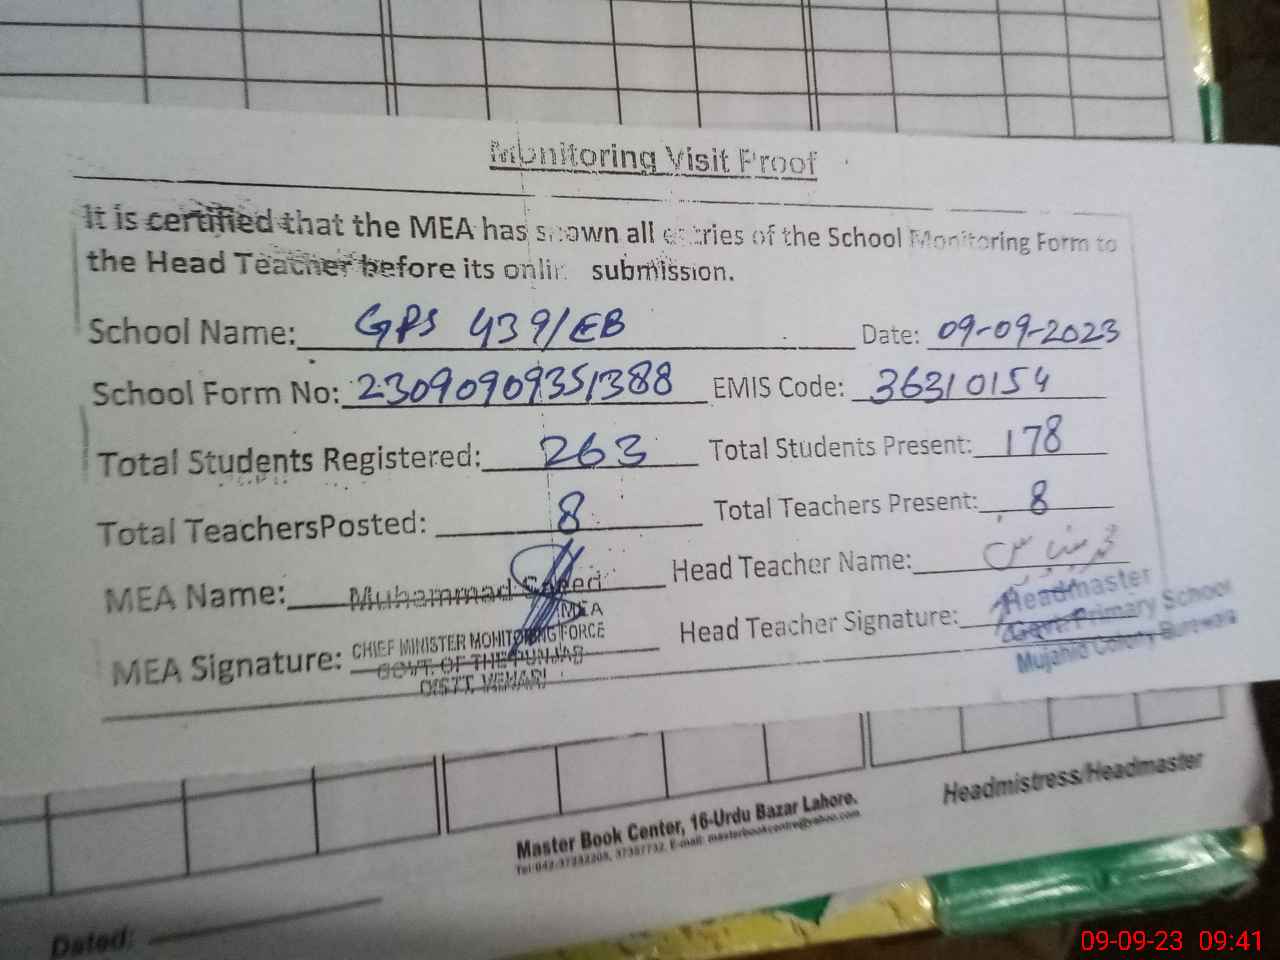 Monitoring Visit Proof
It is certified that the MEA has shown all entries of the School Monitoring Form to
the Head Teacher before its online submission.
School Name: GPS 439/EB Date: 09-09-2023
School Form No: 23090909351388 EMIS Code: 36310154
Total Students Registered: 263 Total Students Present: 178
Total TeachersPosted: 8 Total Teachers Present: 8
MEA Name: Muhammad Saeed Head Teacher Name:
MEA
MEA Signature: CHIEF MINISTER MONITORING FORCE Head Teacher Signature: Headmaster
GOVT. OF THE PUNJAB Govt. Primary School
DISTT. VEHARI Mujahid Colony Burewala
Headmistress/Headmaster
Master Book Center, 16-Urdu Bazar Lahore.
E-mail: masterbookcentre@yahoo.com
Dated:
09-09-23 09:41